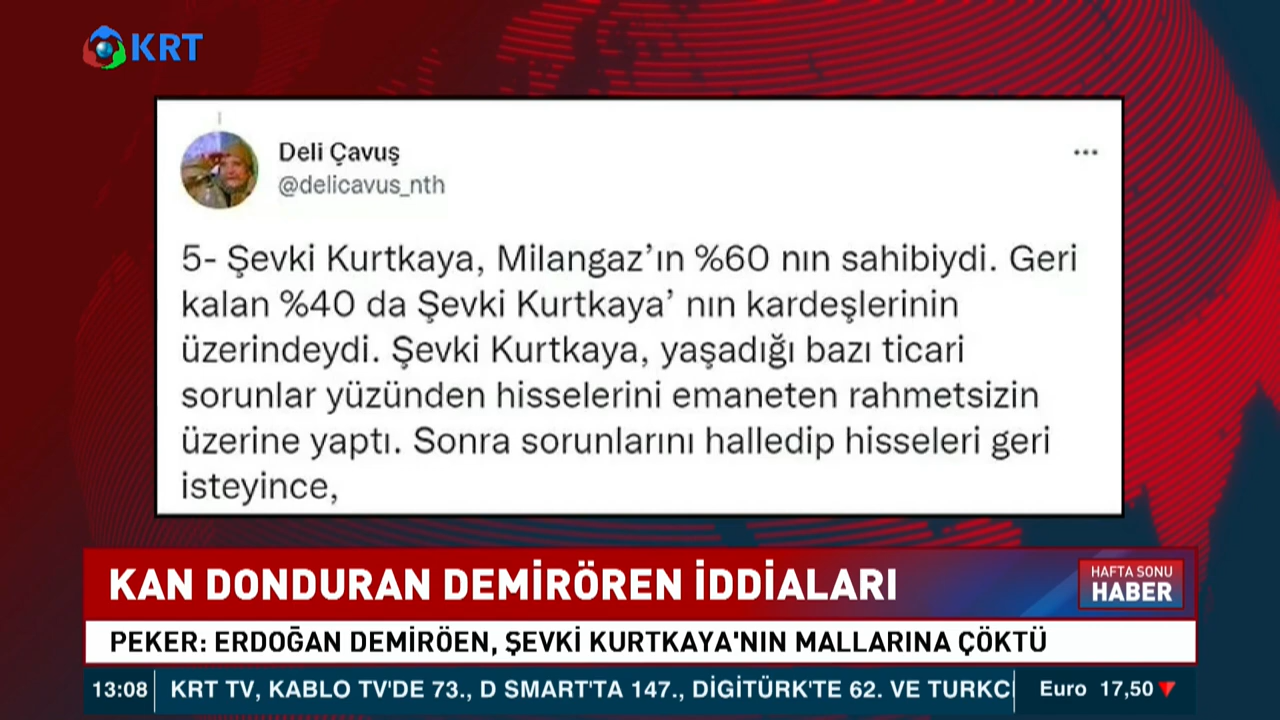 KRT
Deli Çavuş
@delicavus_nth
5- Şevki Kurtkaya, Milangaz’ın %60 nın sahibiydi. Geri
kalan %40 da Şevki Kurtkaya’ nın kardeşlerinin
üzerindeydi. Şevki Kurtkaya, yaşadığı bazı ticari
sorunlar yüzünden hisselerini emaneten rahmetsizin
üzerine yaptı. Sonra sorunlarını halledip hisseleri geri
isteyince,
KAN DONDURAN DEMİRÖREN İDDİALARI
HAFTA SONU
HABER
PEKER: ERDOĞAN DEMİRÖEN, ŞEVKİ KURTKAYA'NIN MALLARINA ÇÖKTÜ
13:08 KRT TV, KABLO TV'DE 73., D SMART'TA 147., DİGİTÜRK'TE 62. VE TURKC Euro 17,50